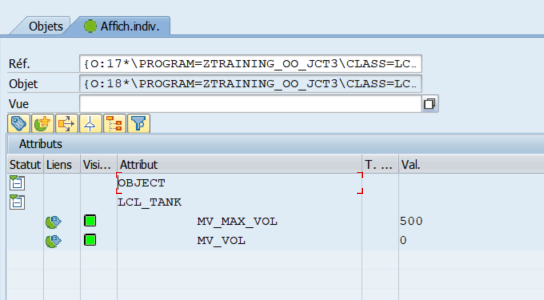 Objets Affich.indiv.
Réf. {O:17*\PROGRAM=ZTRAINING_OO_JCT3\CLASS=LC…
Objet {O:18*\PROGRAM=ZTRAINING_OO_JCT3\CLASS=LC…
Vue
Attributs
Statut Liens Visi... Attribut T. ... Val.
OBJECT
LCL_TANK
MV_MAX_VOL 500
MV_VOL 0